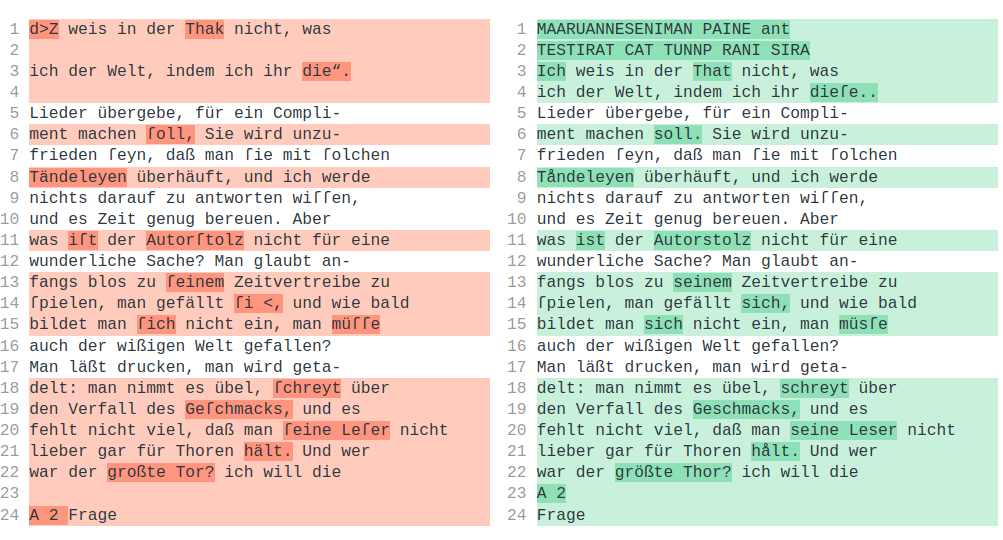 1 d>Z weis in der Thak nicht, was
2
3 ich der Welt, indem ich ihr die“.
4
5 Lieder übergebe, für ein Compli-
6 ment machen ſoll, Sie wird unzu-
7 frieden ſeyn, daß man ſie mit ſolchen
8 Tändeleyen überhäuft, und ich werde
9 nichts darauf zu antworten wiſſen,
10 und es Zeit genug bereuen. Aber
11 was iſt der Autorſtolz nicht für eine
12 wunderliche Sache? Man glaubt an-
13 fangs blos zu ſeinem Zeitvertreibe zu
14 ſpielen, man gefällt ſi <, und wie bald
15 bildet man ſich nicht ein, man müſſe
16 auch der wißigen Welt gefallen?
17 Man läßt drucken, man wird geta-
18 delt: man nimmt es übel, ſchreyt über
19 den Verfall des Geſchmacks, und es
20 fehlt nicht viel, daß man ſeine Leſer nicht
21 lieber gar für Thoren hält. Und wer
22 war der großte Tor? ich will die
23
24 A 2 Frage
1 MAARUANNESENIMAN PAINE ant
2 TESTIRAT CAT TUNNP RANI SIRA
3 Ich weis in der That nicht, was
4 ich der Welt, indem ich ihr dieſe..
5 Lieder übergebe, für ein Compli-
6 ment machen soll. Sie wird unzu-
7 frieden ſeyn, daß man ſie mit ſolchen
8 Tåndeleyen überhäuft, und ich werde
9 nichts darauf zu antworten wiſſen,
10 und es Zeit genug bereuen. Aber
11 was ist der Autorstolz nicht für eine
12 wunderliche Sache? Man glaubt an-
13 fangs blos zu seinem Zeitvertreibe zu
14 ſpielen, man gefällt sich, und wie bald
15 bildet man sich nicht ein, man müsſe
16 auch der wißigen Welt gefallen?
17 Man läßt drucken, man wird geta-
18 delt: man nimmt es übel, schreyt über
19 den Verfall des Geschmacks, und es
20 fehlt nicht viel, daß man seine Leser nicht
21 lieber gar für Thoren hålt. Und wer
22 war der größte Thor? ich will die
23 A 2
24 Frage